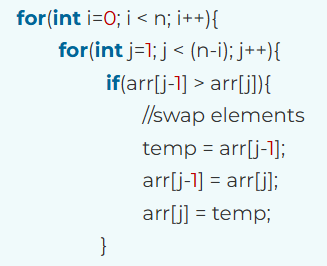 for(int i=0; i < n; i++){
for(int j=1; j < (n-i); j++){
if(arr[j-1] > arr[j]){
//swap elements
temp = arr[j-1];
arr[j-1] = arr[j];
arr[j] = temp;
}